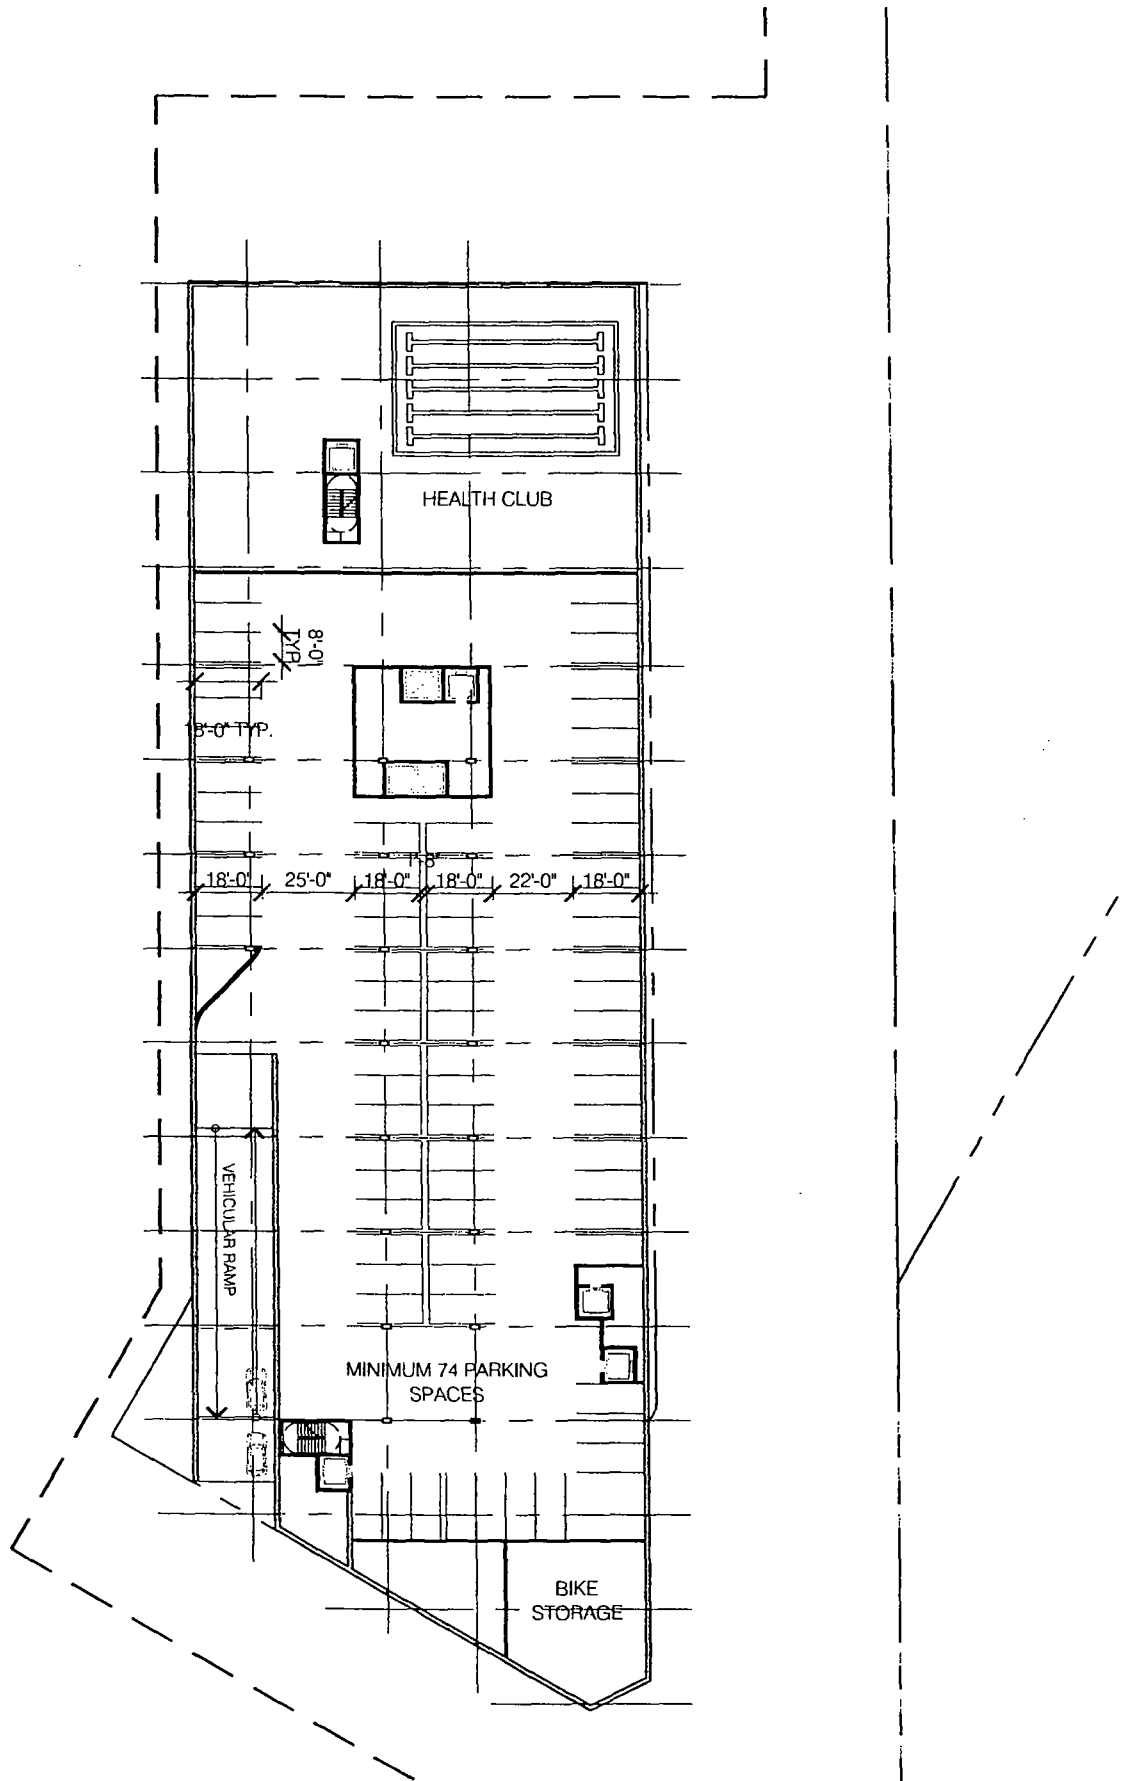 HEALTH CLUB
8'-0"
TYP.
18'-0" TYP.
1'-8"
18'-0" 25'-0" 18'-0" 18'-0" 22'-0" 18'-0"
VEHICULAR RAMP
MINIMUM 74 PARKING
SPACES
BIKE
STORAGE